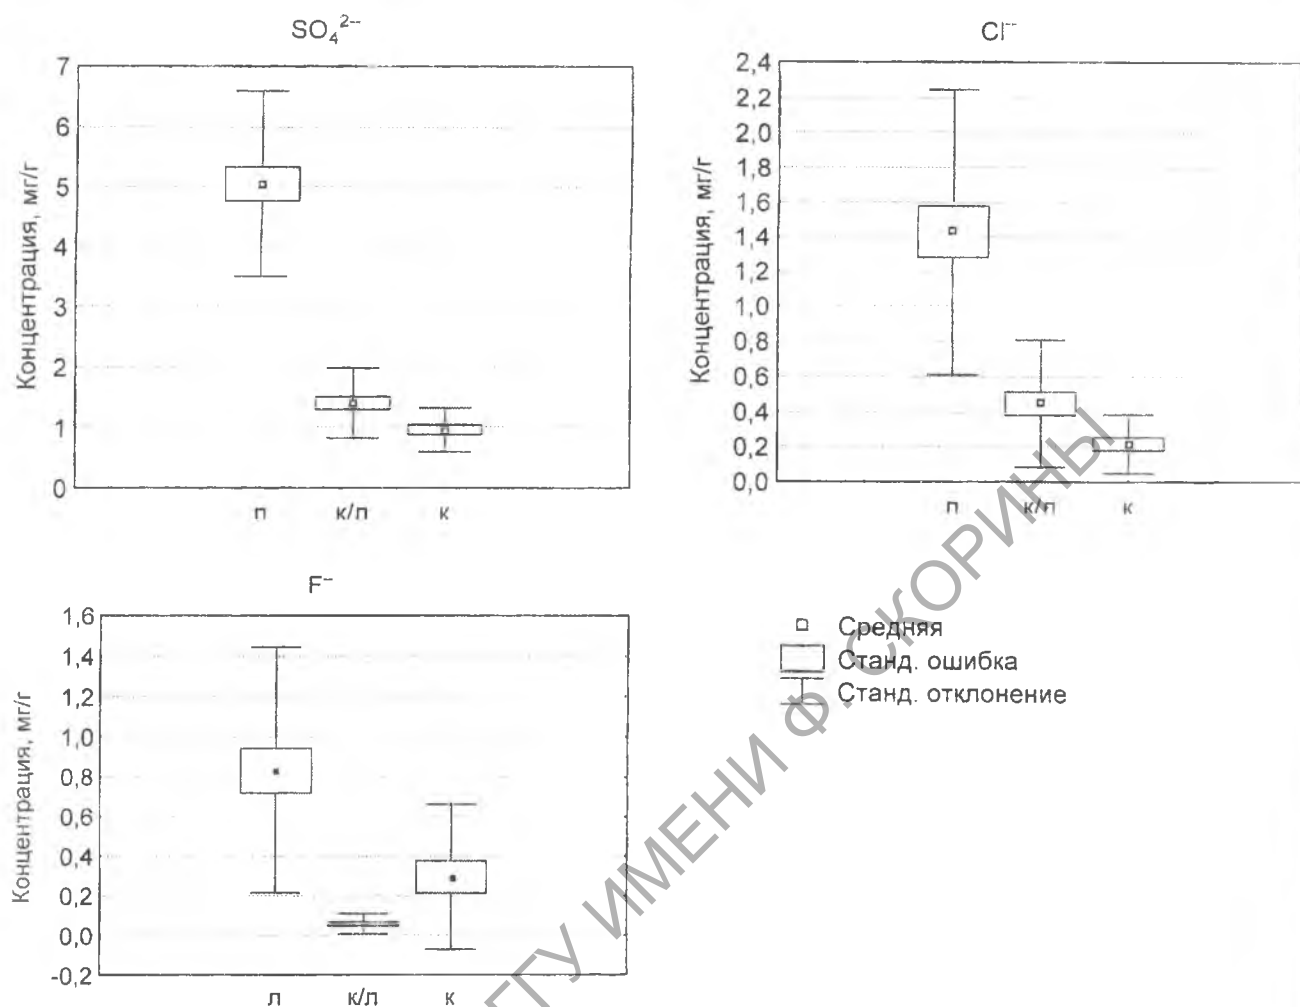 SO₄²⁻
Концентрация, мг/г
7
6
5
4
3
2
1
0
п к/п к
Cl⁻
Концентрация, мг/г
2,4
2,2
2,0
1,8
1,6
1,4
1,2
1,0
0,8
0,6
0,4
0,2
0,0
п к/п к
F⁻
Концентрация, мг/г
1,6
1,4
1,2
1,0
0,8
0,6
0,4
0,2
0,0
-0,2
л к/л к
Средняя
Станд. ошибка
Станд. отклонение
ГГУ ИМЕНИ Ф. СКОРИНЫ